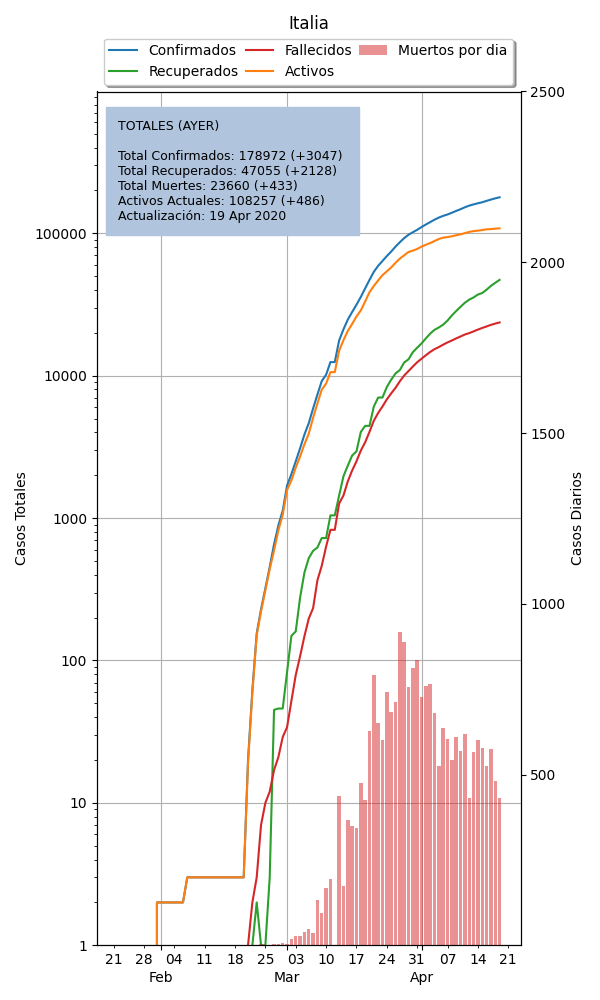 Italia
Confirmados
Recuperados
Fallecidos
Activos
Muertos por dia
TOTALES (AYER)
Total Confirmados: 178972 (+3047)
Total Recuperados: 47055 (+2128)
Total Muertes: 23660 (+433)
Activos Actuales: 108257 (+486)
Actualización: 19 Apr 2020
Casos Totales
100000
10000
1000
100
10
1
2500
2000
1500
1000
500
Casos Diarios
21 28 04 11 18 25 03 10 17 24 31 07 14 21
Feb Mar Apr